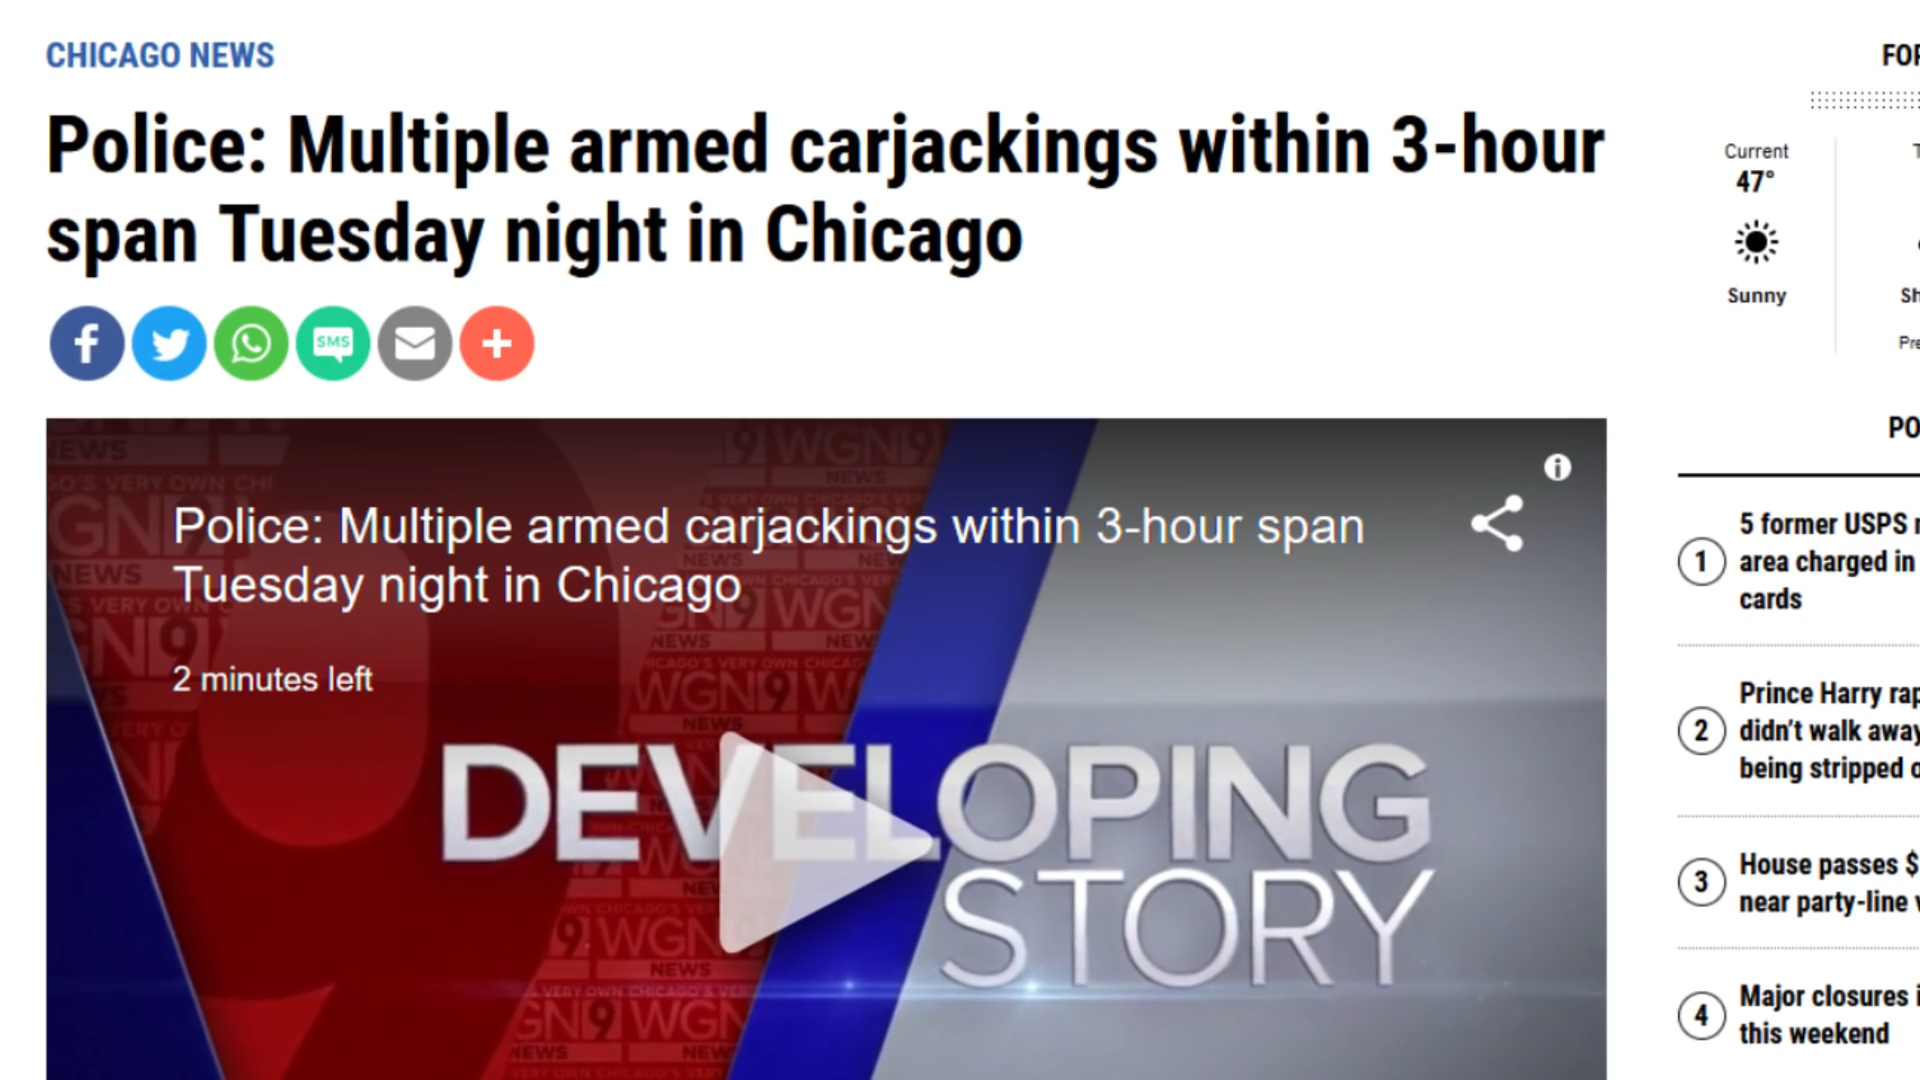 CHICAGO NEWS
Police: Multiple armed carjackings within 3-hour
span Tuesday night in Chicago
SMS
Police: Multiple armed carjackings within 3-hour span
Tuesday night in Chicago
2 minutes left
DEVELOPING
STORY
WGN9
NEWS
Current
47°
Sunny
1
5 former USPS
area charged in
cards
2
Prince Harry
didn't walk away
being stripped
3
House passes $
near party-line
4
Major closures
this weekend